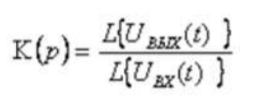 K(p) = L{U_ВЫХ(t) } / L{U_ВХ(t) }